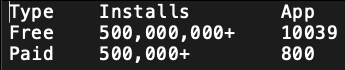 Type Installs App
Free 500,000,000+ 10039
Paid 500,000+ 800